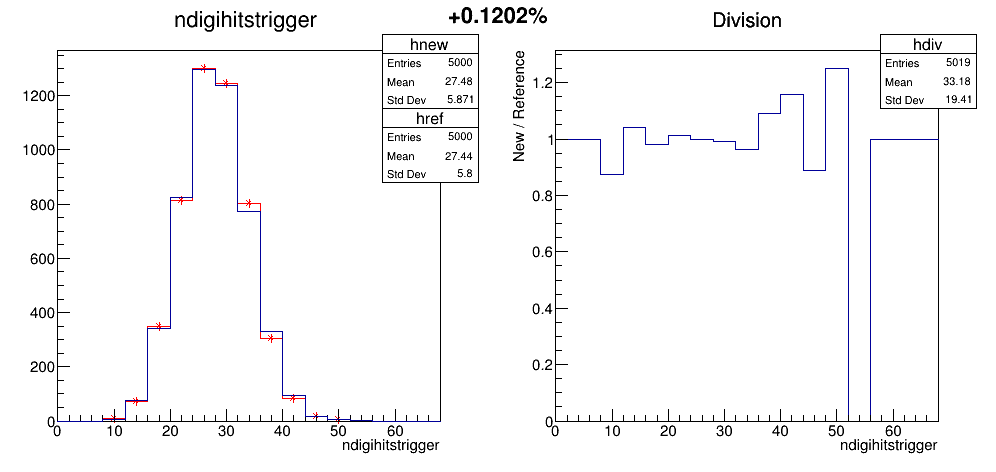 +0.1202%
ndigihitstrigger
hnew
Entries 5000
Mean 27.48
Std Dev 5.871
href
Entries 5000
Mean 27.44
Std Dev 5.8
1200
1000
800
600
400
200
0
0 10 20 30 40 50 60
ndigihitstrigger
Division
hdiv
Entries 5019
Mean 33.18
Std Dev 19.41
New / Reference
1.2
1
0.8
0.6
0.4
0.2
0
0 10 20 30 40 50 60
ndigihitstrigger